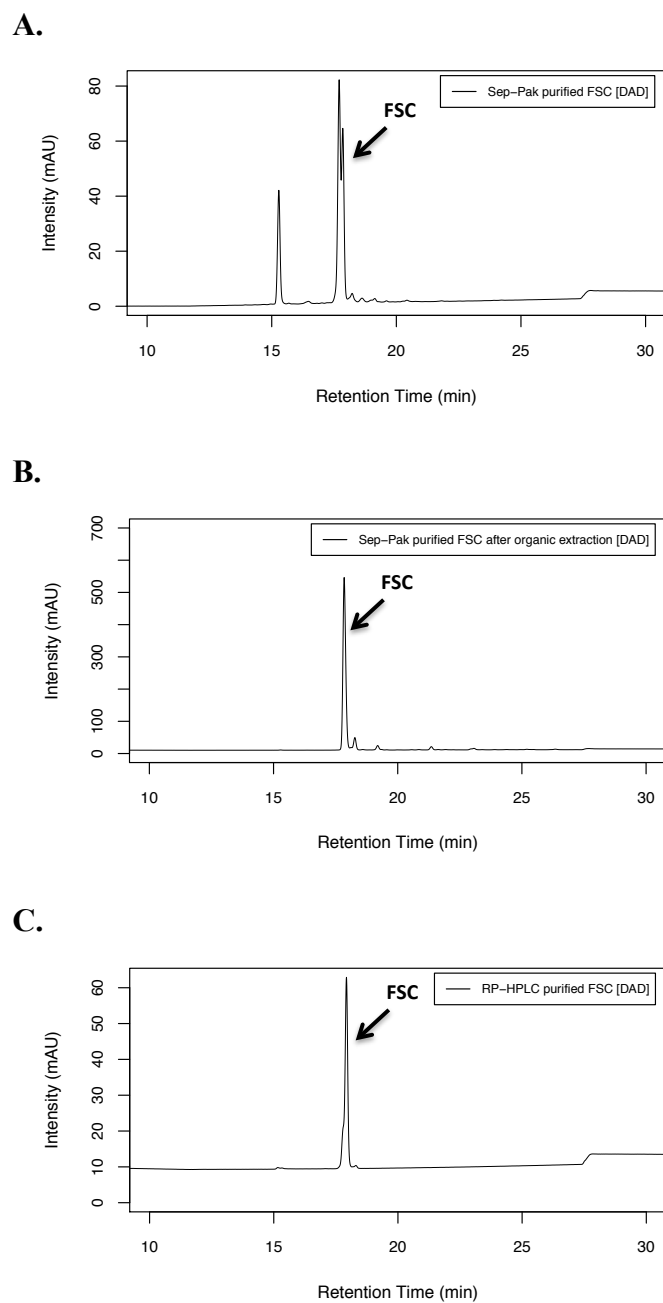 A.
Sep-Pak purified FSC [DAD]
FSC
80
60
40
20
0
Intensity (mAU)
10 15 20 25 30
Retention Time (min)
B.
Sep-Pak purified FSC after organic extraction [DAD]
FSC
700
500
300
100
0
Intensity (mAU)
10 15 20 25 30
Retention Time (min)
C.
RP-HPLC purified FSC [DAD]
FSC
60
50
40
30
20
10
0
Intensity (mAU)
10 15 20 25 30
Retention Time (min)